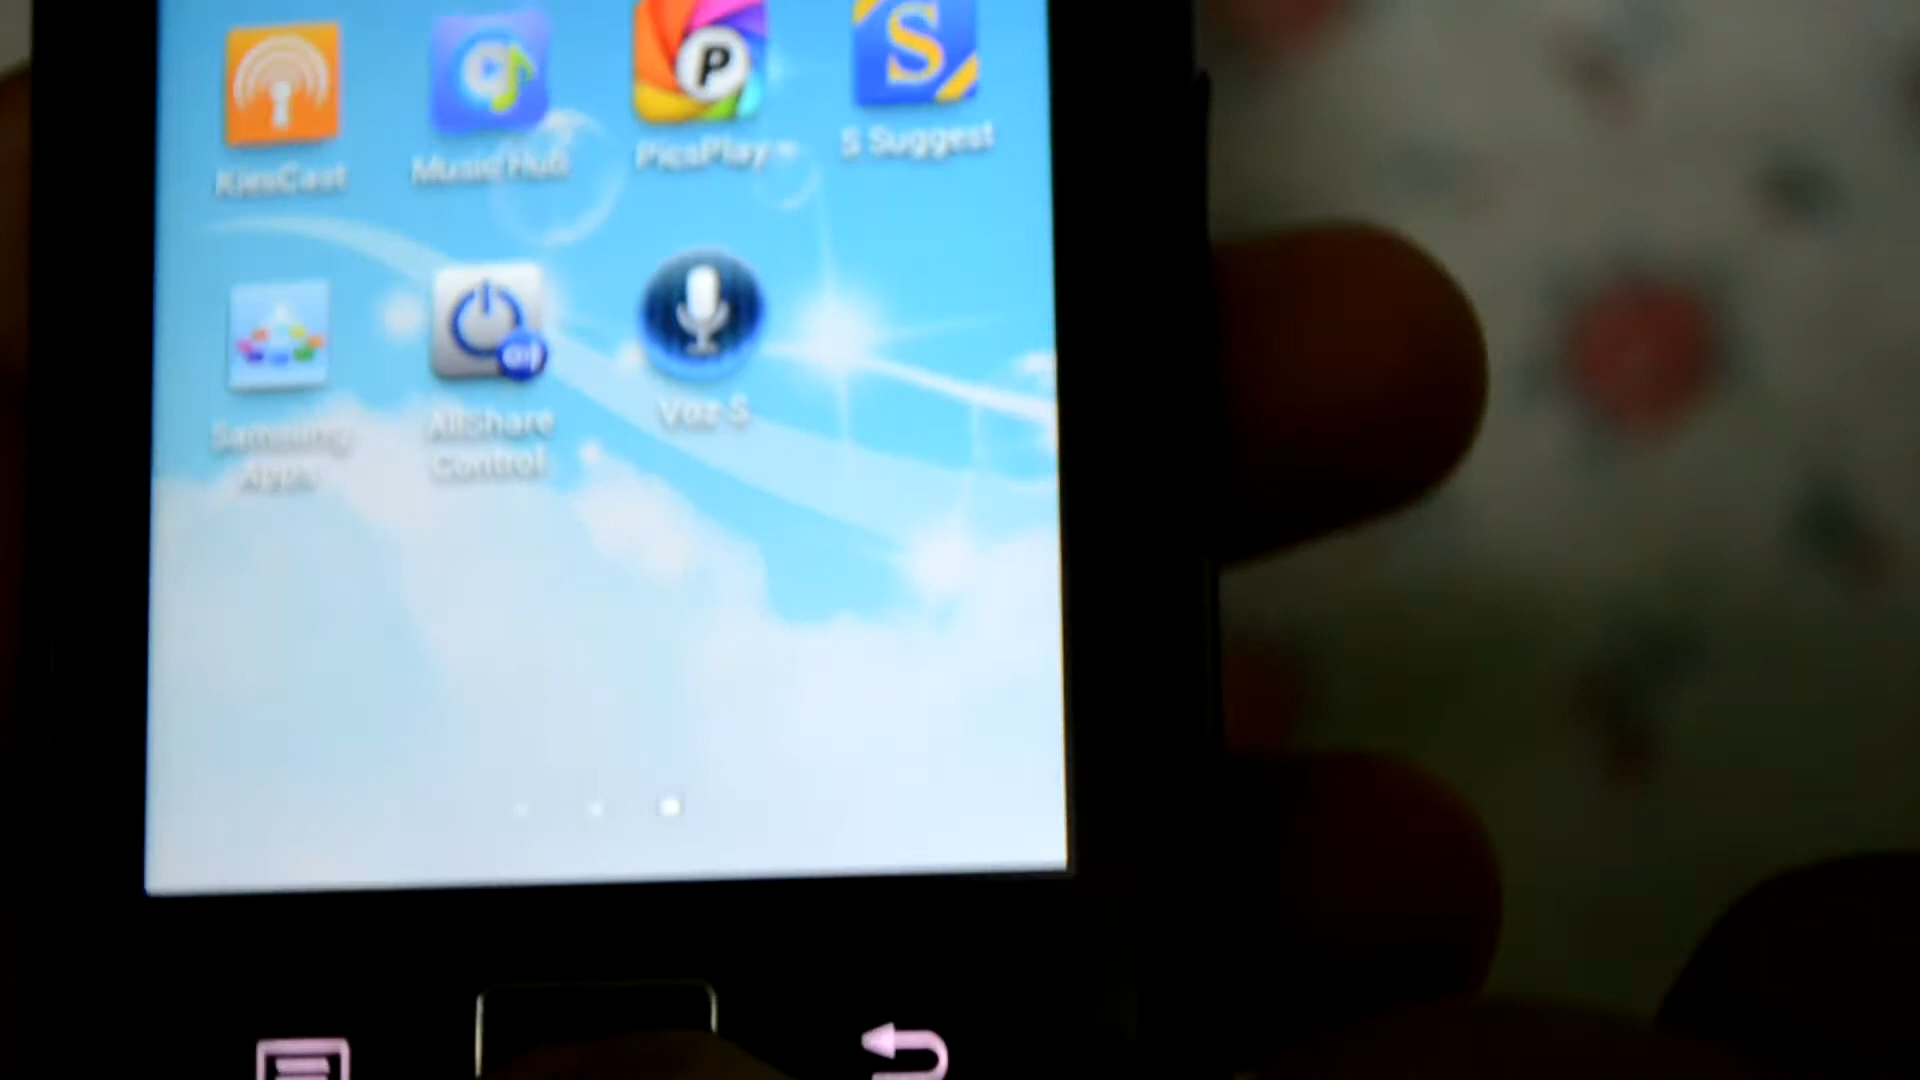 P
S
KiesCast
Music Hub
PicsPlay
S Suggest
Samsung
Apps
AllShare
Control
Voz S